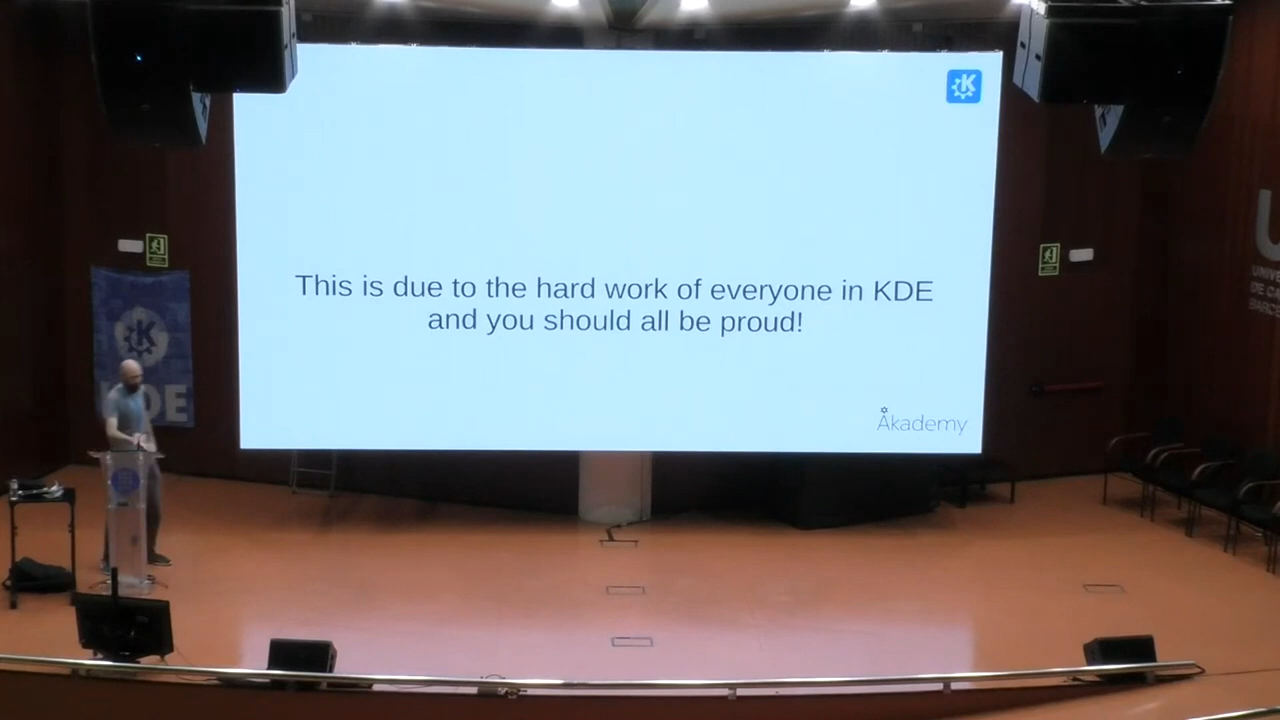 This is due to the hard work of everyone in KDE
and you should all be proud!
Akademy
K
K
KDE